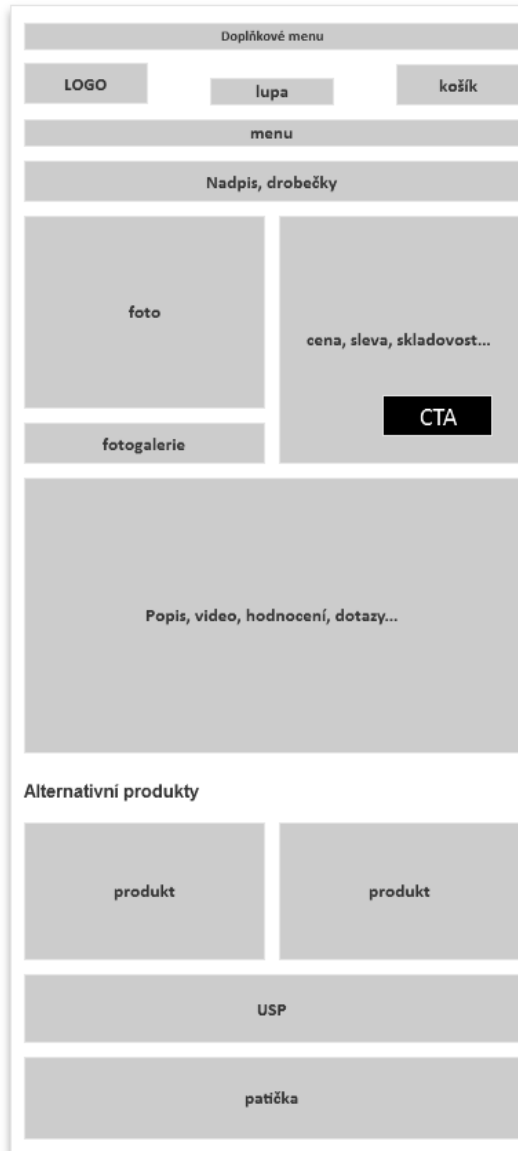 Doplňkové menu
LOGO
lupa
košík
menu
Nadpis, drobečky
foto
cena, sleva, skladovost...
CTA
fotogalerie
Popis, video, hodnocení, dotazy...
Alternativní produkty
produkt
produkt
USP
patička